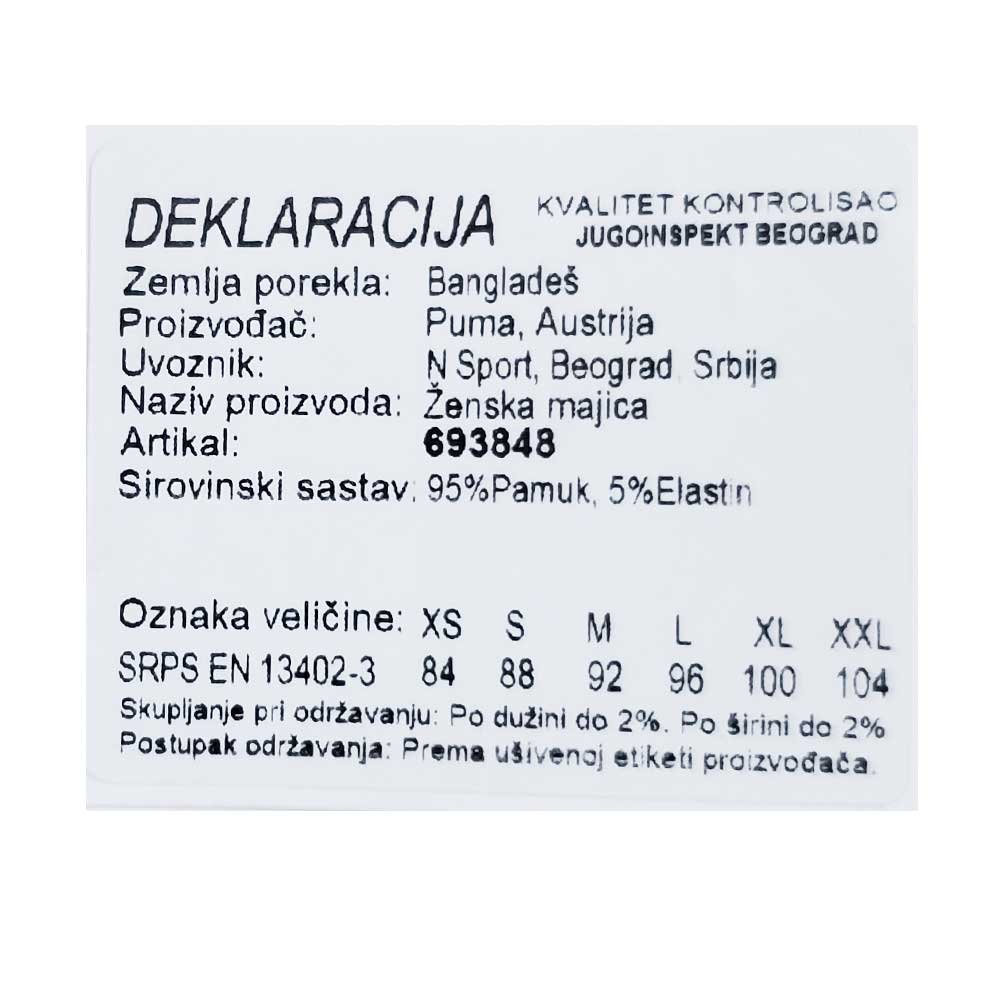 DEKLARACIJA
KVALITET KONTROLISAO
JUGOINSPEKT BEOGRAD
Zemlja porekla: Bangladeš
Proizvođač: Puma, Austrija
Uvoznik: N Sport, Beograd Srbija
Naziv proizvoda: Ženska majica
Artikal: 693848
Sirovinski sastav: 95%Pamuk, 5%Elastin
Oznaka veličine: XS S M L XL XXL
SRPS EN 13402-3 84 88 92 96 100 104
Skupljanje pri održavanju: Po dužini do 2%. Po širini do 2%
Postupak održavanja: Prema ušivenoj etiketi proizvođača.